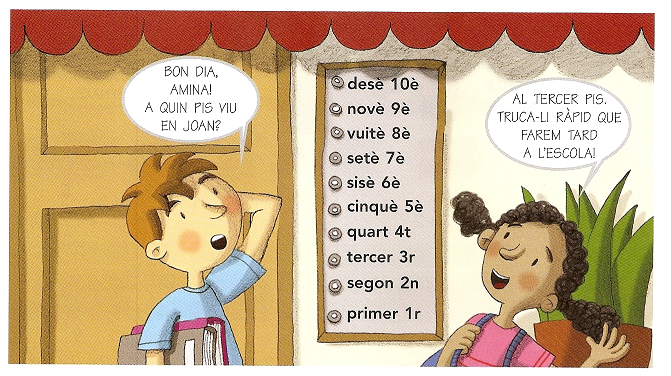 BON DIA,
AMINA!
A QUIN PIS VIU
EN JOAN?
desè 10è
novè 9è
vuitè 8è
setè 7è
sisè 6è
cinquè 5è
quart 4t
tercer 3r
segon 2n
primer 1r
AL TERCER PIS.
TRUCA-LI RÀPID QUE
FAREM TARD
A L'ESCOLA!